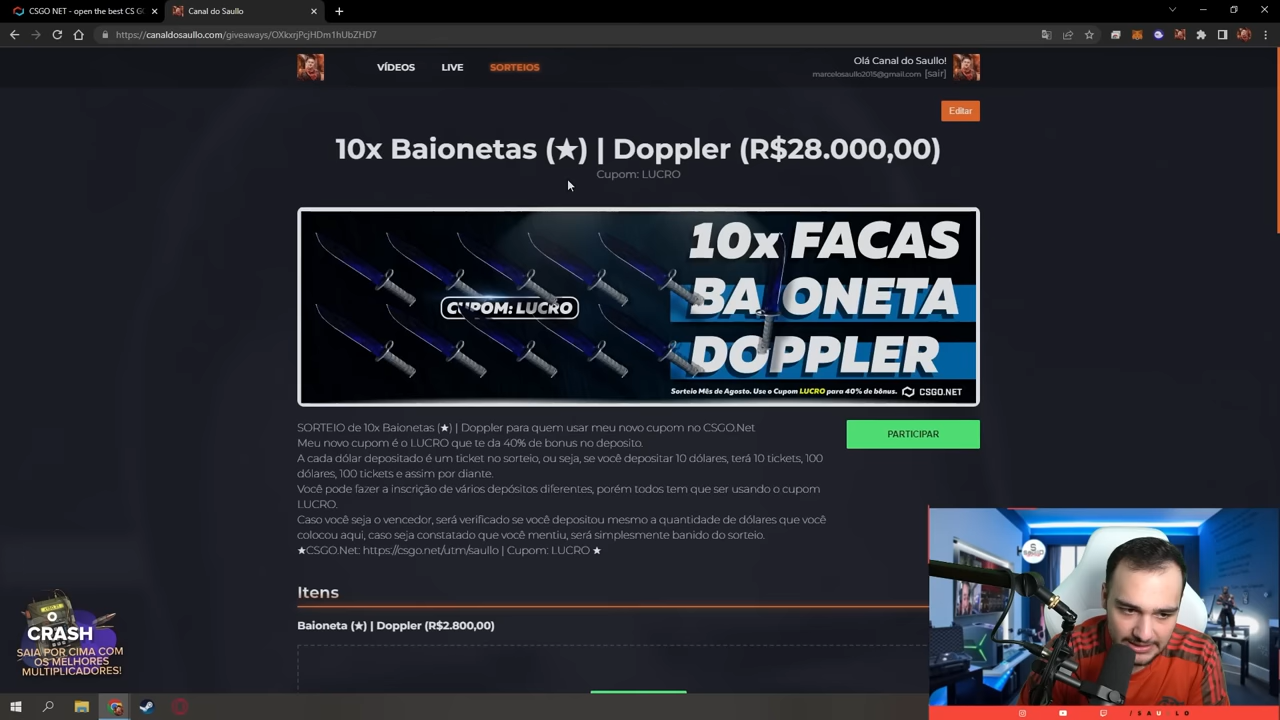 CSGO NET - open the best CS G
Canal do Saullo
https://canaldosaullo.com/giveaways/OXkxrjPcjHDm1hUbZHD7
VÍDEOS
LIVE
SORTEIOS
Olá Canal do Saullo!
marcelosaullo2015@gmail.com [sair]
Editar
10x Baionetas (★) | Doppler (R$28.000,00)
Cupom: LUCRO
10x FACAS
BAIONETA
DOPPLER
CUPOM: LUCRO
Sorteio Mês de Agosto. Use o Cupom LUCRO para 40% de bônus.
CSGO.NET
SORTEIO de 10x Baionetas (★) | Doppler para quem usar meu novo cupom no CSGO.Net
Meu novo cupom é o LUCRO que te da 40% de bonus no deposito.
A cada dólar depositado é um ticket no sorteio, ou seja, se você depositar 10 dólares, terá 10 tickets, 100
dólares, 100 tickets e assim por diante.
Você pode fazer a inscrição de vários depósitos diferentes, porém todos tem que ser usando o cupom
LUCRO.
Caso você seja o vencedor, será verificado se você depositou mesmo a quantidade de dólares que você
colocou aqui, caso seja constatado que você mentiu, será simplesmente banido do sorteio.
★CSGO.Net: https://csgo.net/utm/saullo | Cupom: LUCRO ★
PARTICIPAR
Itens
Baioneta (★) | Doppler (R$2.800,00)
O
CRASH
SAIA POR CIMA COM
OS MELHORES
MULTIPLICADORES!
/SAULLO